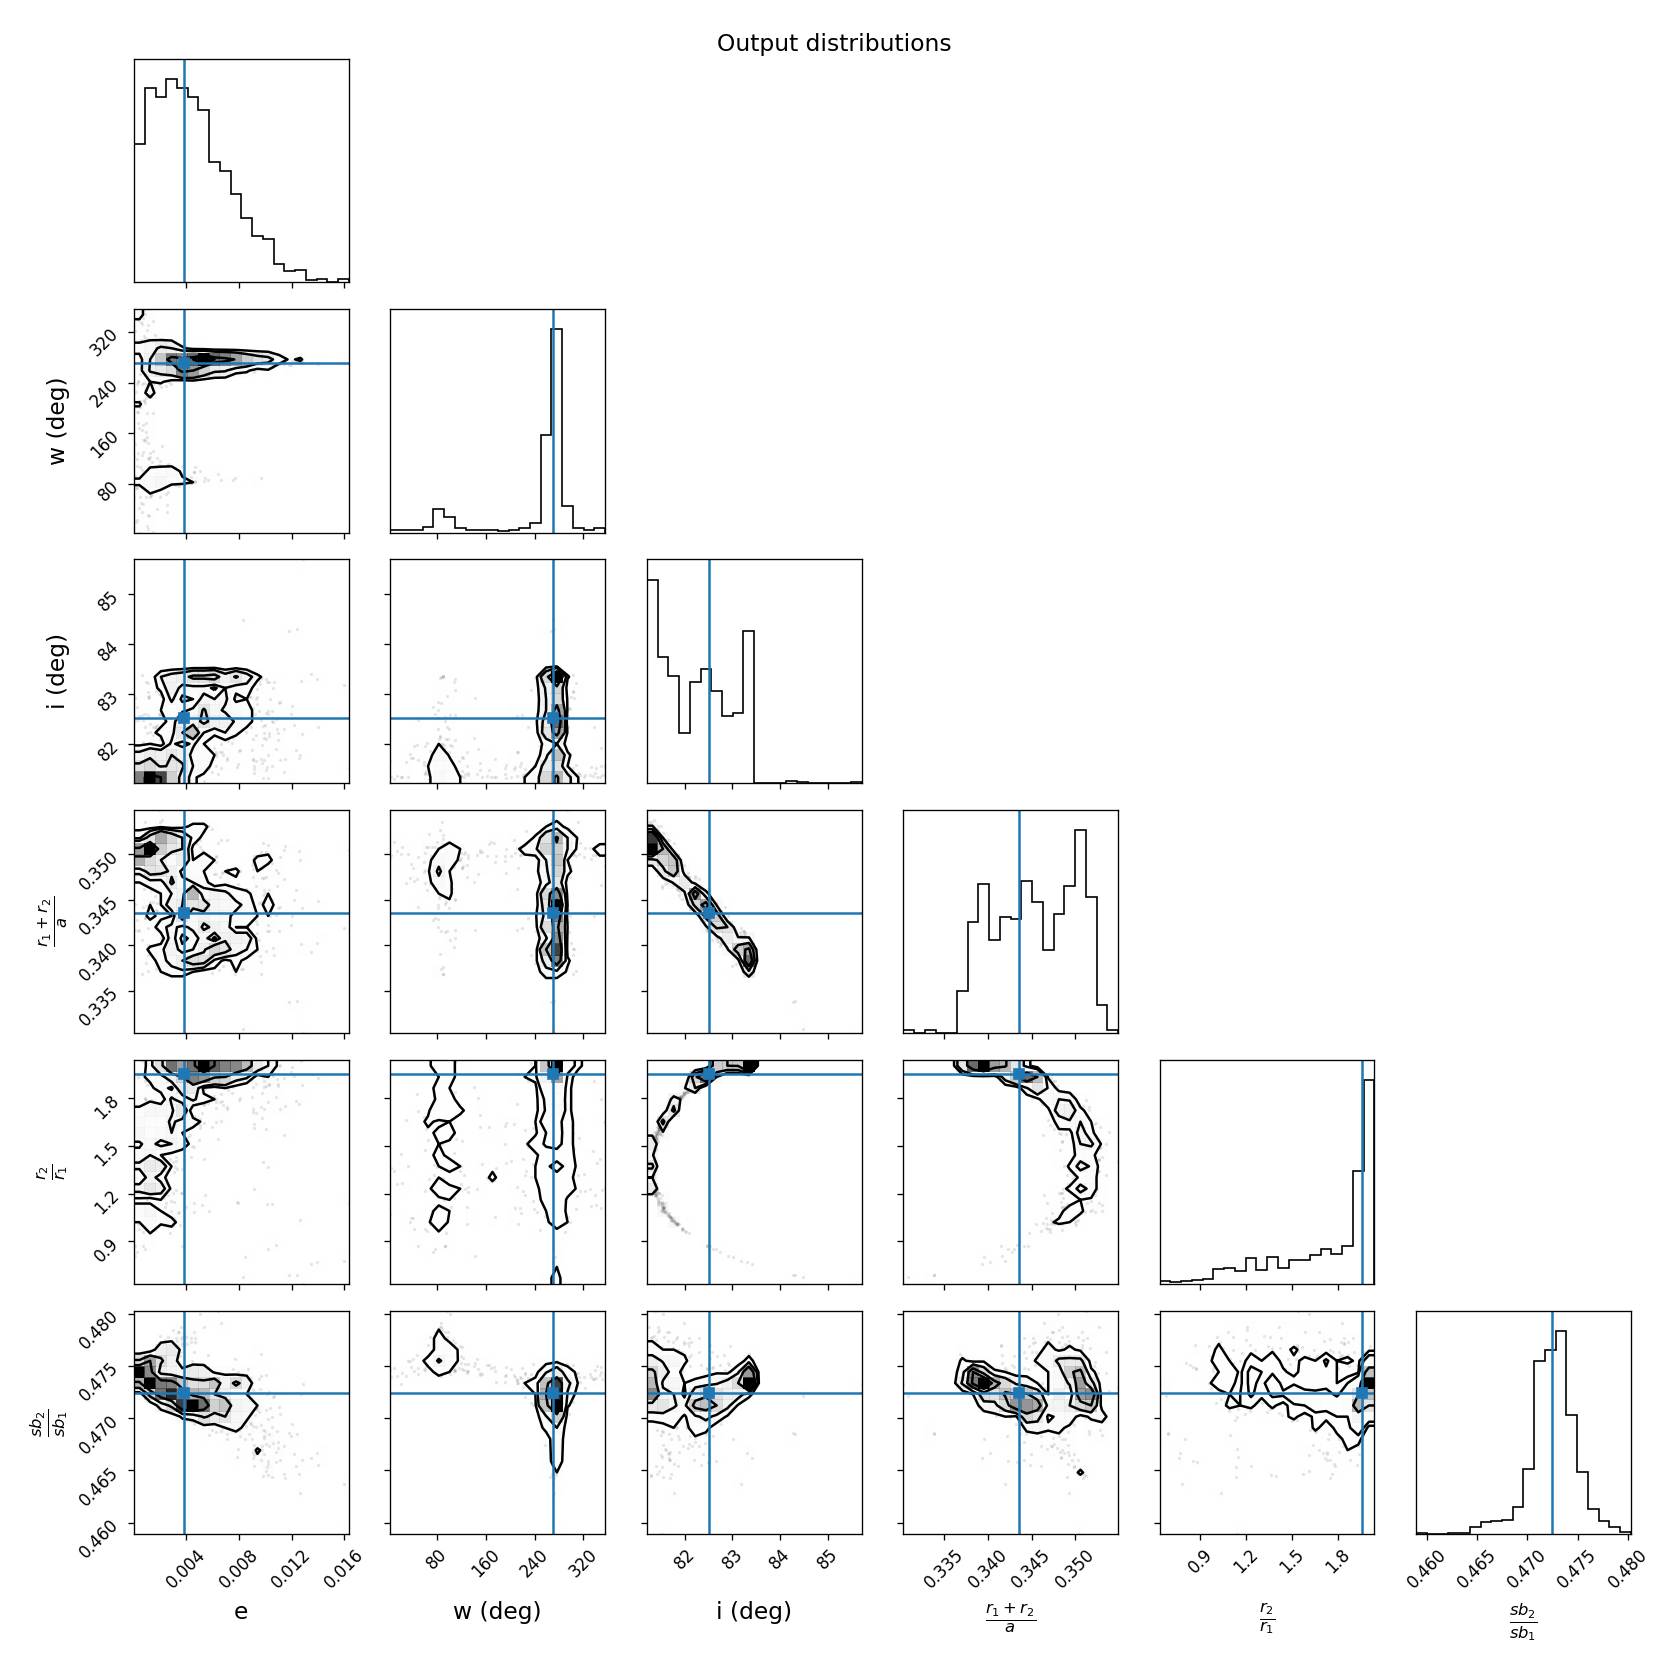 Output distributions
320
240
160
80
w (deg)
85
84
83
82
i (deg)
0.350
0.345
0.340
0.335
r₁ + r₂
a
1.8
1.5
1.2
0.9
r₂
r₁
0.480
0.475
0.470
0.465
0.460
sb₂
sb₁
0.004 0.008 0.012 0.016 80 160 240 320 82 83 84 85 0.335 0.340 0.345 0.350 0.9 1.2 1.5 1.8 0.460 0.465 0.470 0.475 0.480
e
w (deg)
i (deg)
r₁ + r₂
a
r₂
r₁
sb₂
sb₁